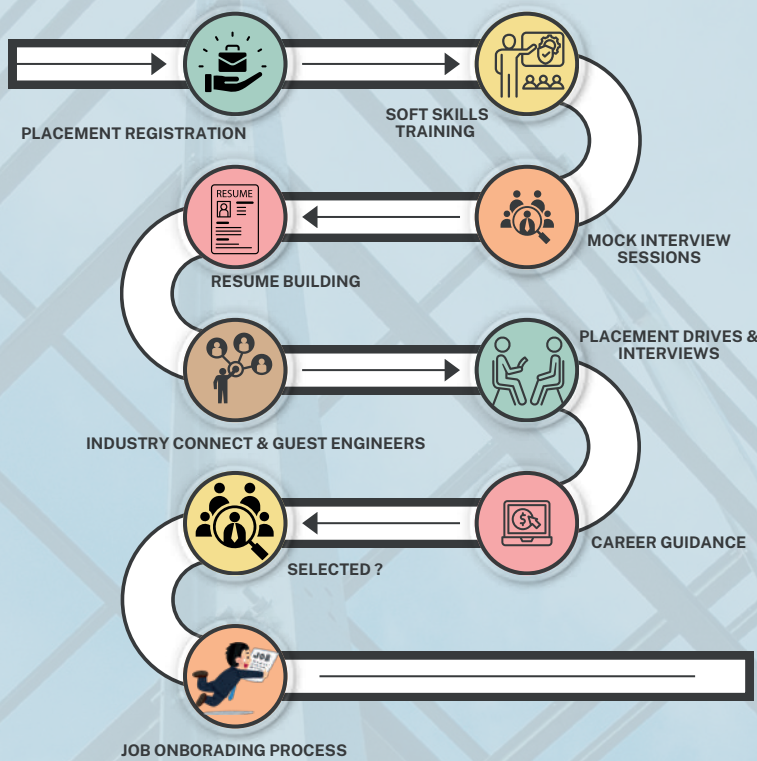 PLACEMENT REGISTRATION
SOFT SKILLS
TRAINING
MOCK INTERVIEW
SESSIONS
RESUME
RESUME BUILDING
INDUSTRY CONNECT & GUEST ENGINEERS
PLACEMENT DRIVES &
INTERVIEWS
CAREER GUIDANCE
SELECTED ?
JOB
JOB ONBORADING PROCESS